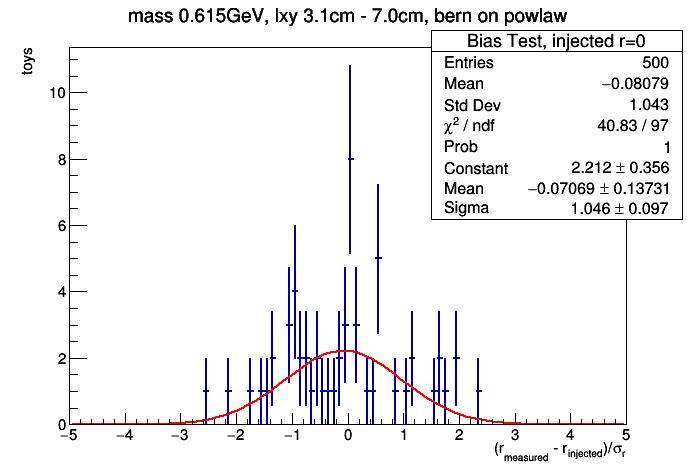 mass 0.615GeV, lxy 3.1cm - 7.0cm, bern on powlaw
toys
Bias Test, injected r=0
Entries 500
Mean −0.08079
Std Dev 1.043
χ² / ndf 40.83 / 97
Prob 1
Constant 2.212 ± 0.356
Mean −0.07069 ± 0.13731
Sigma 1.046 ± 0.097
10
8
6
4
2
0
−5 −4 −3 −2 −1 0 1 2 3 4 5
(r_measured - r_injected)/σ_r